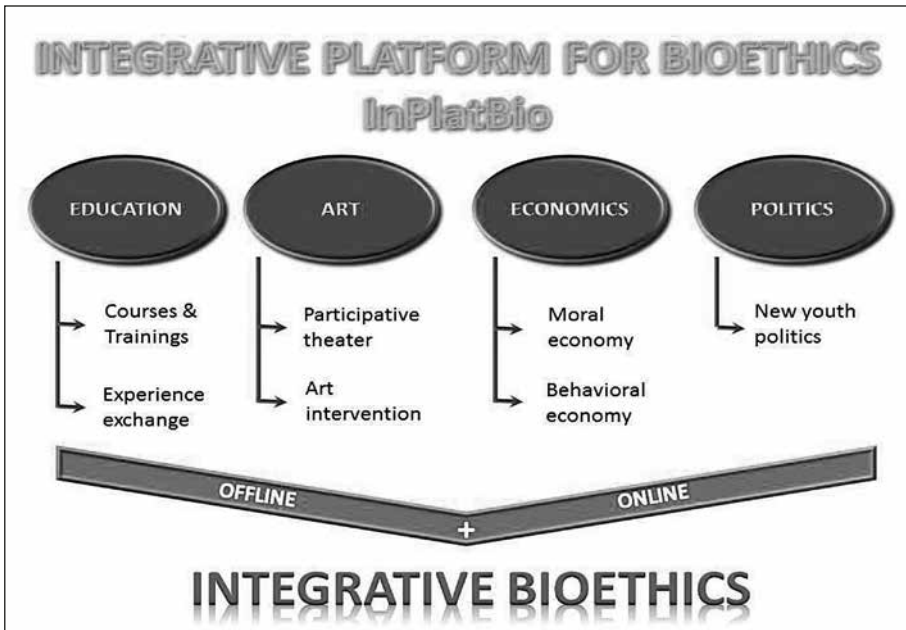 INTEGRATIVE PLATFORM FOR BIOETHICS
InPlatBio
EDUCATION
Courses &
Trainings
Experience
exchange
ART
Participative
theater
Art
intervention
ECONOMICS
Moral
economy
Behavioral
economy
POLITICS
New youth
politics
OFFLINE + ONLINE
INTEGRATIVE BIOETHICS